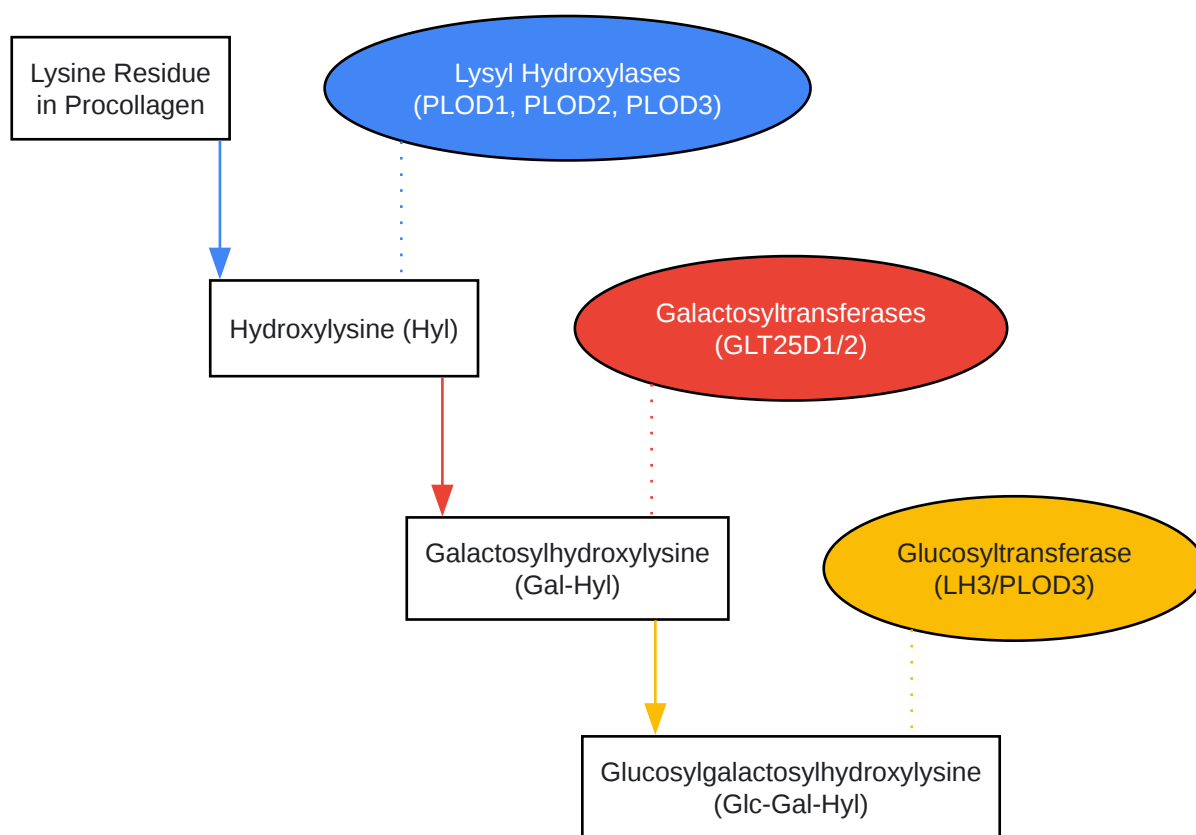 Lysine Residue
in Procollagen
Lysyl Hydroxylases
(PLOD1, PLOD2, PLOD3)
Hydroxylysine (Hyl)
Galactosyltransferases
(GLT25D1/2)
Galactosylhydroxylysine
(Gal-Hyl)
Glucosyltransferase
(LH3/PLOD3)
Glucosylgalactosylhydroxylysine
(Glc-Gal-Hyl)